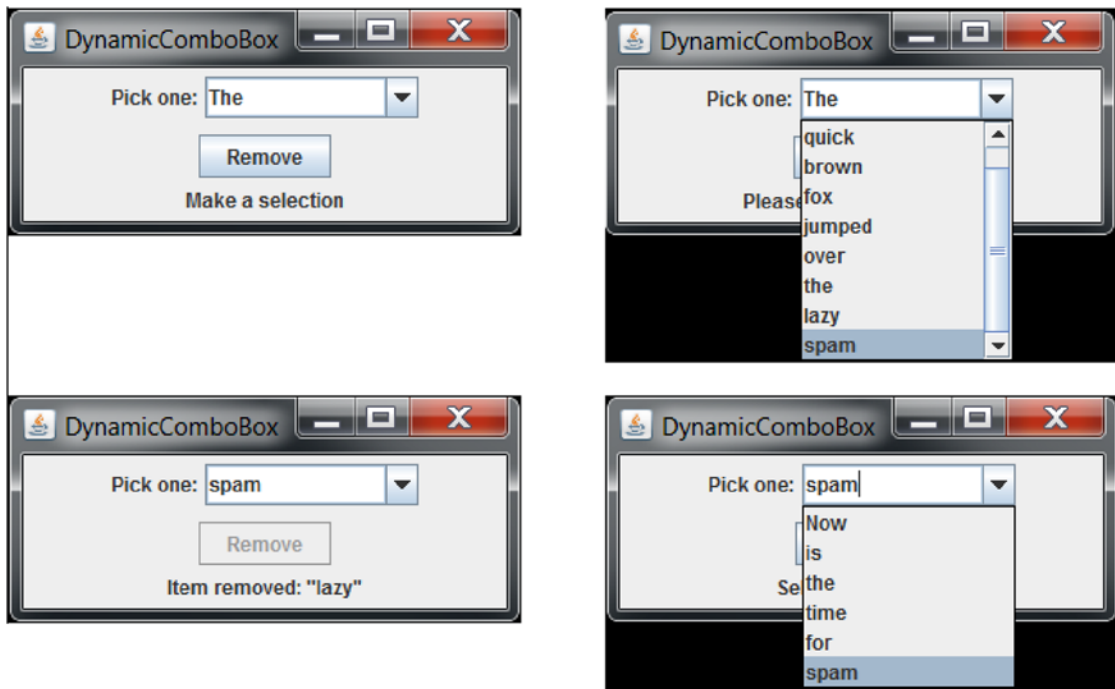 DynamicComboBox
Pick one: The
Remove
Make a selection
DynamicComboBox
Pick one: The
quick
brown
Please fox
jumped
over
the
lazy
spam
DynamicComboBox
Pick one: spam
Remove
Item removed: "lazy"
DynamicComboBox
Pick one: spam
Now
is
the
time
for
spam